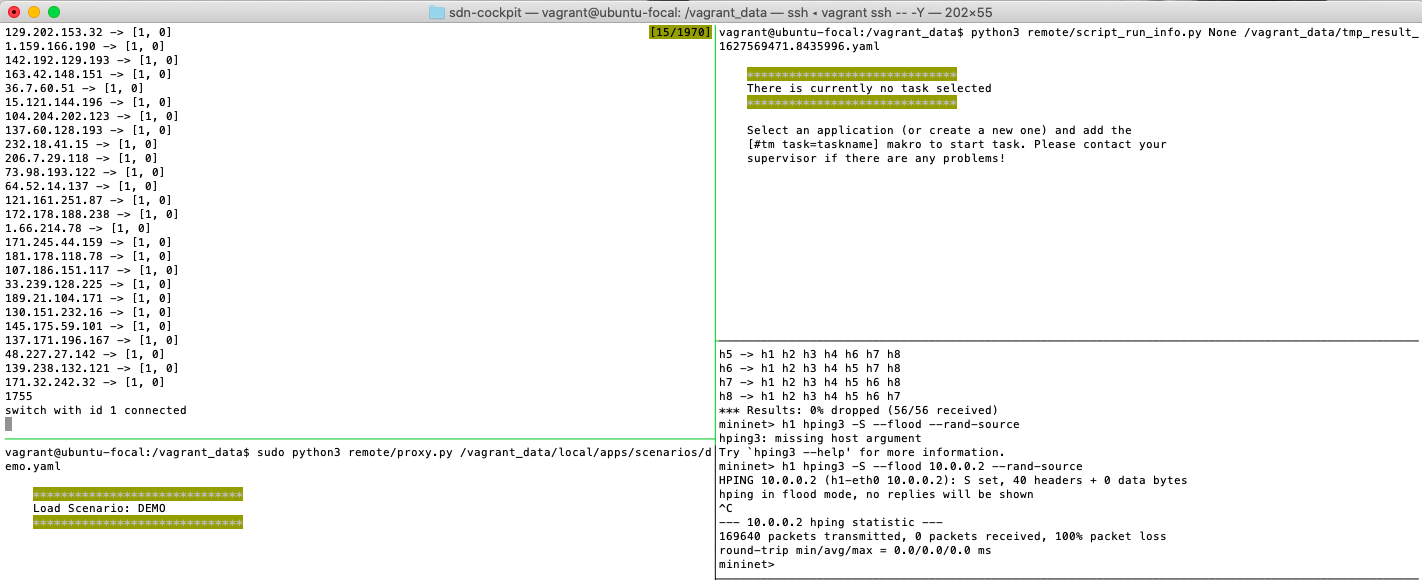 sdn-cockpit — vagrant@ubuntu-focal: /vagrant_data — ssh ◂ vagrant ssh -- -Y — 202×55
129.202.153.32 -> [1, 0]
[15/1970]
1.159.166.190 -> [1, 0]
142.192.129.193 -> [1, 0]
163.42.148.151 -> [1, 0]
36.7.60.51 -> [1, 0]
15.121.144.196 -> [1, 0]
104.204.202.123 -> [1, 0]
137.60.128.193 -> [1, 0]
232.18.41.15 -> [1, 0]
206.7.29.118 -> [1, 0]
73.98.193.122 -> [1, 0]
64.52.14.137 -> [1, 0]
121.161.251.87 -> [1, 0]
172.178.188.238 -> [1, 0]
1.66.214.78 -> [1, 0]
171.245.44.159 -> [1, 0]
181.178.118.78 -> [1, 0]
107.186.151.117 -> [1, 0]
33.239.128.225 -> [1, 0]
189.21.104.171 -> [1, 0]
130.151.232.16 -> [1, 0]
145.175.59.101 -> [1, 0]
137.171.196.167 -> [1, 0]
48.227.27.142 -> [1, 0]
139.238.132.121 -> [1, 0]
171.32.242.32 -> [1, 0]
1755
switch with id 1 connected
vagrant@ubuntu-focal:/vagrant_data$ sudo python3 remote/proxy.py /vagrant_data/local/apps/scenarios/d
emo.yaml
******************************
Load Scenario: DEMO
******************************
vagrant@ubuntu-focal:/vagrant_data$ python3 remote/script_run_info.py None /vagrant_data/tmp_result_
1627569471.8435996.yaml
******************************
There is currently no task selected
******************************
Select an application (or create a new one) and add the
[#tm task=taskname] makro to start task. Please contact your
supervisor if there are any problems!
h5 -> h1 h2 h3 h4 h6 h7 h8
h6 -> h1 h2 h3 h4 h5 h7 h8
h7 -> h1 h2 h3 h4 h5 h6 h8
h8 -> h1 h2 h3 h4 h5 h6 h7
*** Results: 0% dropped (56/56 received)
mininet> h1 hping3 -S --flood --rand-source
hping3: missing host argument
Try `hping3 --help' for more information.
mininet> h1 hping3 -S --flood 10.0.0.2 --rand-source
HPING 10.0.0.2 (h1-eth0 10.0.0.2): S set, 40 headers + 0 data bytes
hping in flood mode, no replies will be shown
^C
--- 10.0.0.2 hping statistic ---
169640 packets transmitted, 0 packets received, 100% packet loss
round-trip min/avg/max = 0.0/0.0/0.0 ms
mininet>